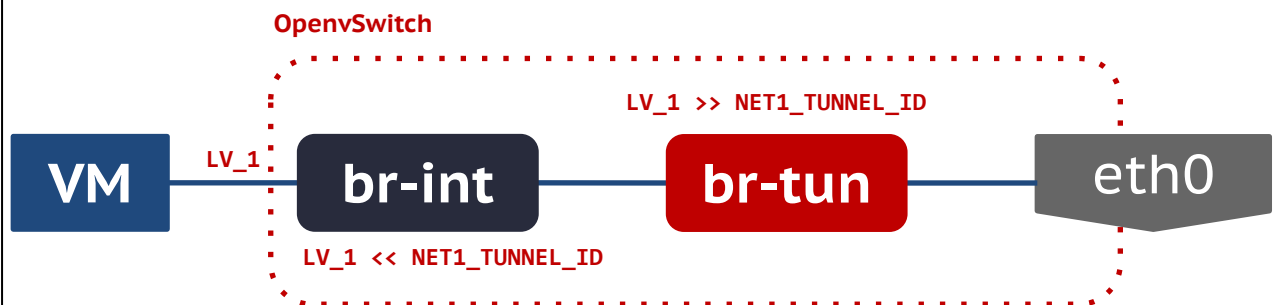 OpenvSwitch
LV_1 >> NET1_TUNNEL_ID
VM
LV_1
br-int
br-tun
eth0
LV_1 << NET1_TUNNEL_ID